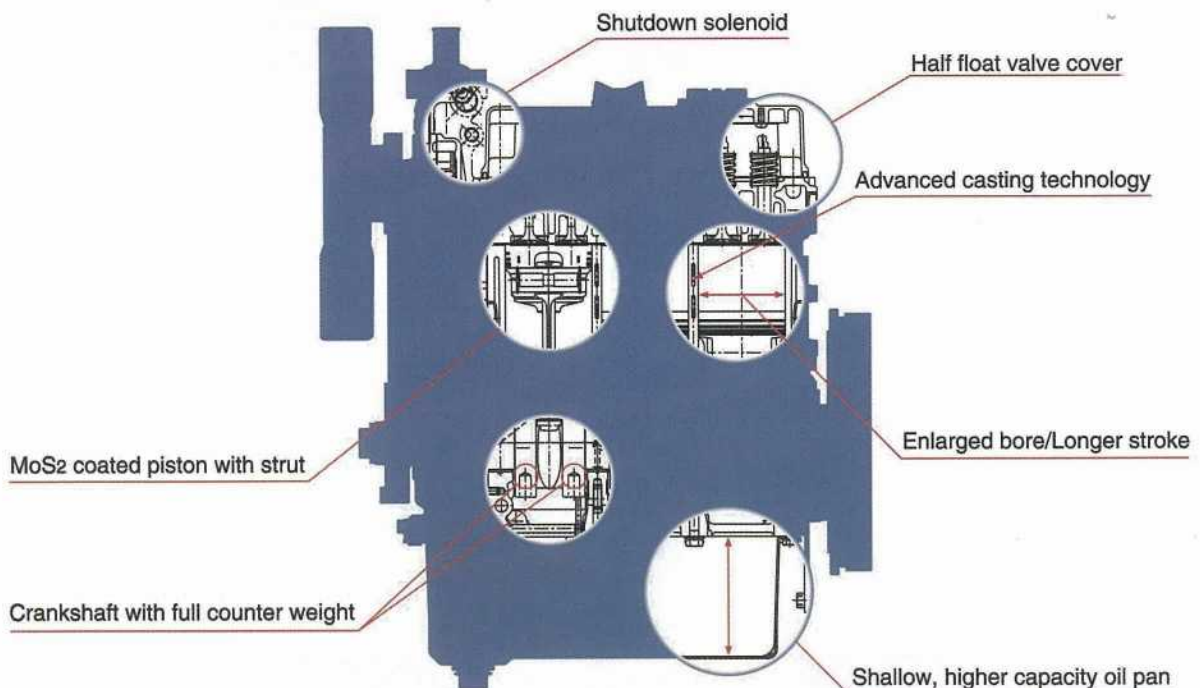 Shutdown solenoid
Half float valve cover
Advanced casting technology
MoS2 coated piston with strut
Enlarged bore/Longer stroke
Crankshaft with full counter weight
Shallow, higher capacity oil pan